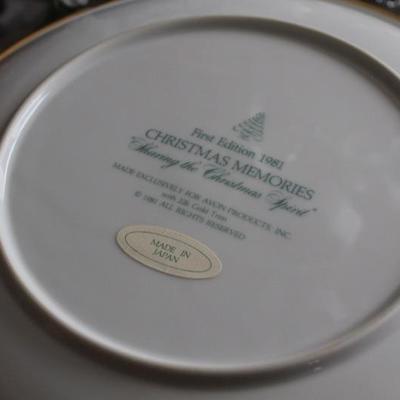 First Edition 1981
CHRISTMAS MEMORIES
"Sharing the Christmas Spirit"
MADE EXCLUSIVELY FOR AVON PRODUCTS, INC.
with 22k Gold Trim
© 1981 ALL RIGHTS RESERVED
MADE IN
JAPAN